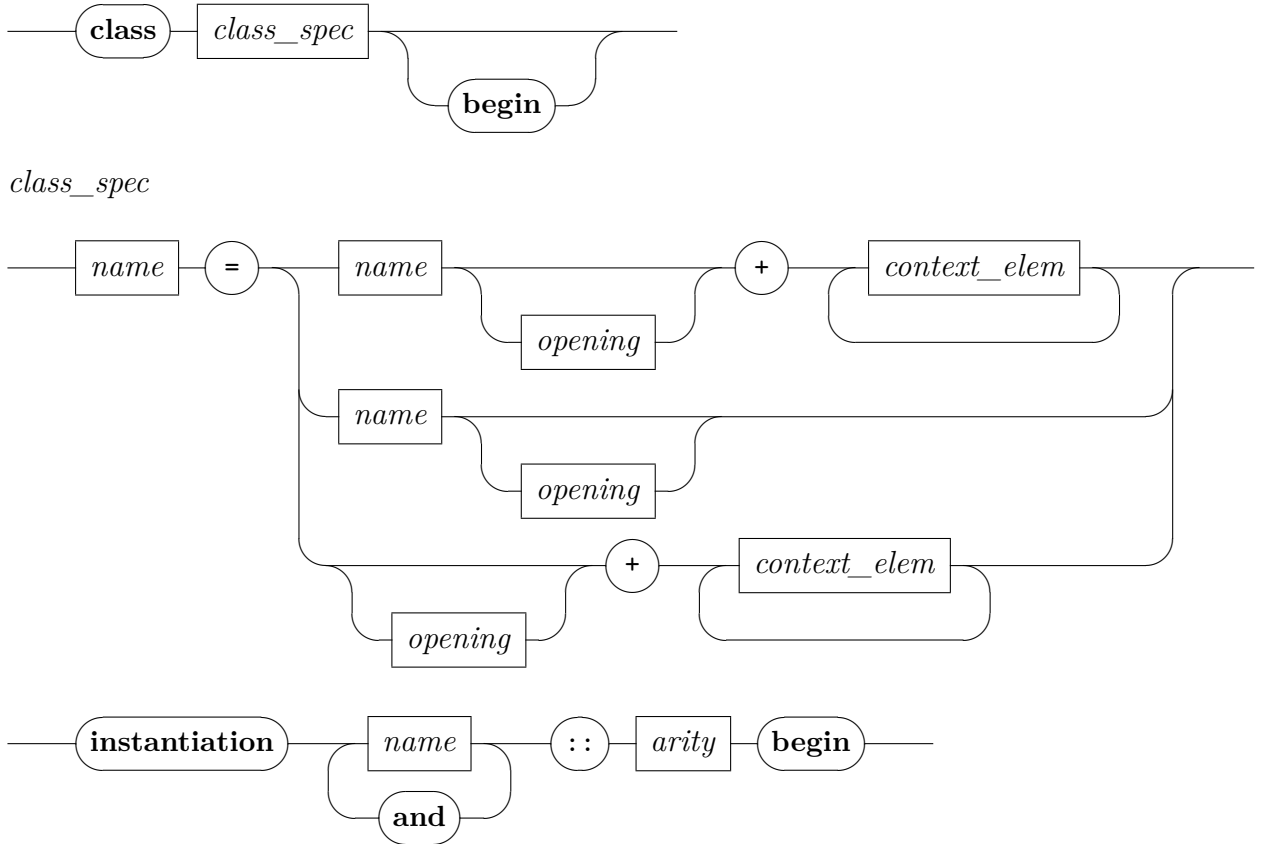 class class_spec
begin
class_spec
name = name + context_elem
opening
name
opening
+ context_elem
opening
instantiation name :: arity begin
and